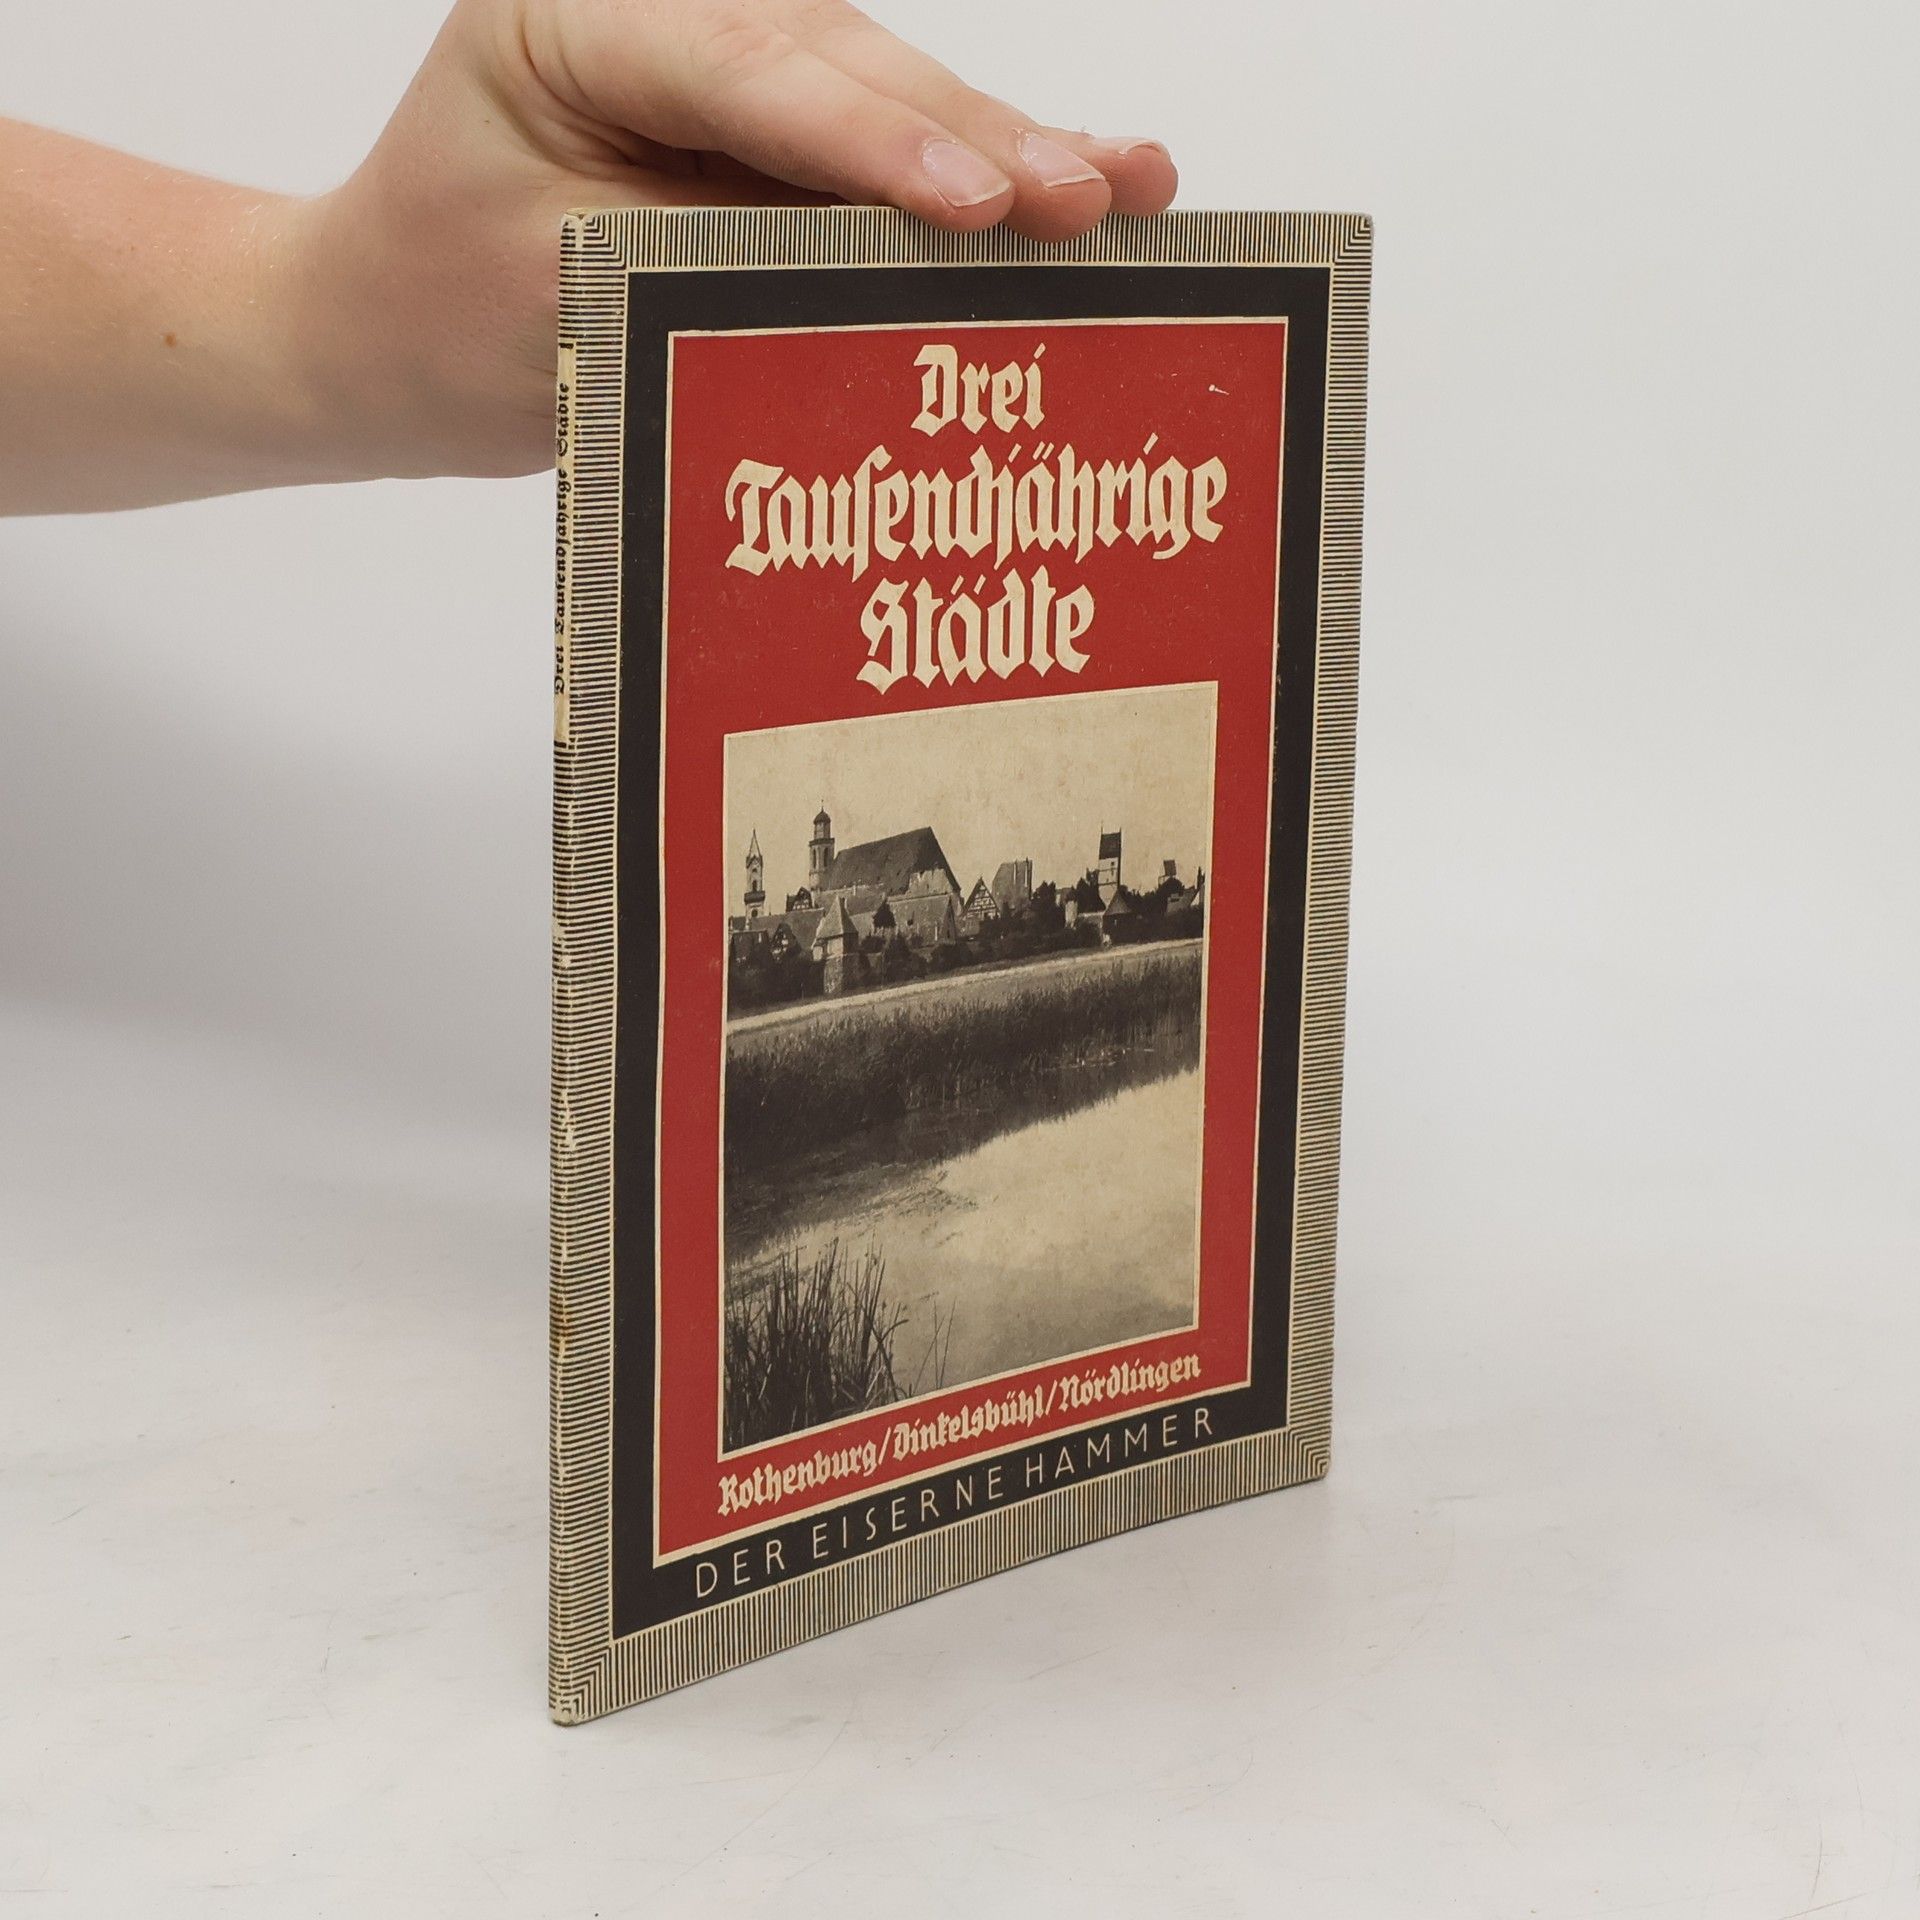 Drei
Tausendjährige
Städte
Rothenburg/Dinkelsbühl/Nördlingen
DER EISERNE HAMMER
Drei Tausendjährige Städte